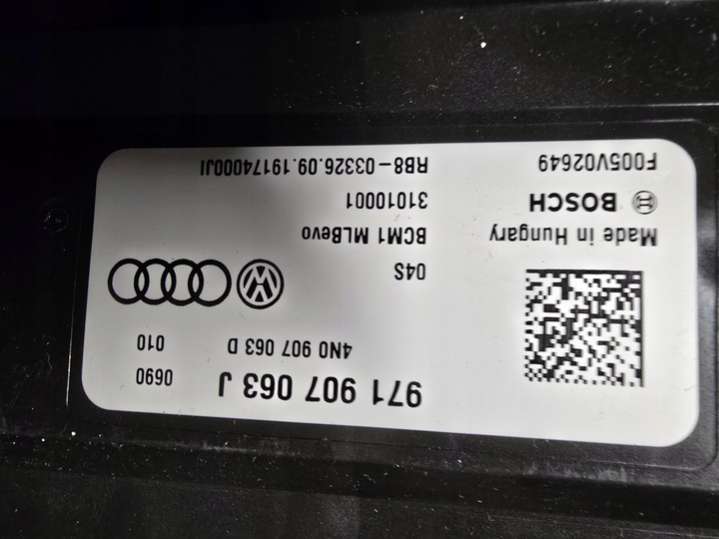 971 907 063 J 0690
4N0 907 063 D 010
04S
BCM1 MLBevo
Made in Hungary
31010001
BOSCH
RB8-03326.09.19174000JI
F005V02649